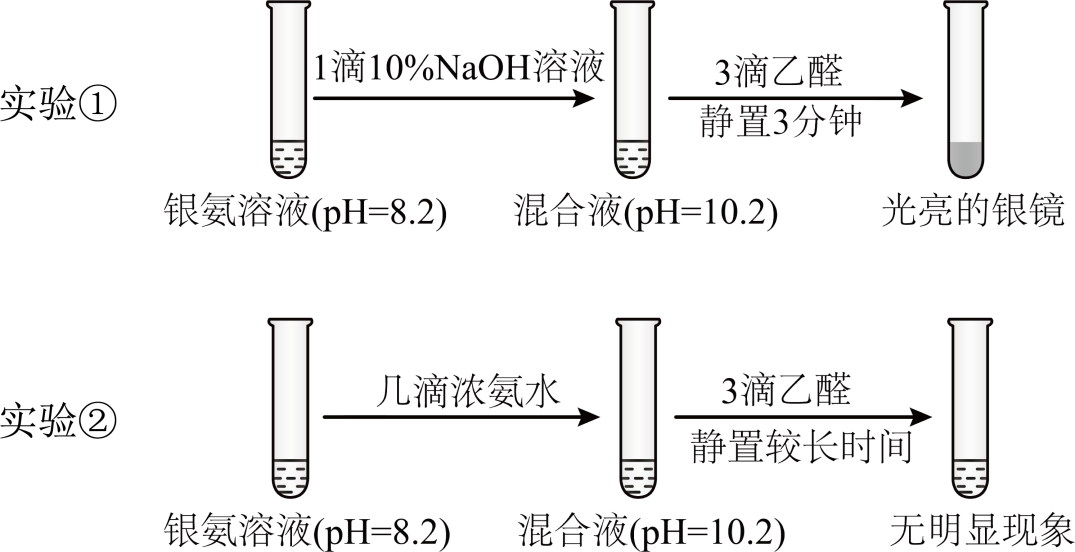 1滴10%NaOH溶液
3滴乙醛
实验①
静置3分钟
银氨溶液(pH=8.2)
混合液(pH=10.2)
光亮的银镜
几滴浓氨水
3滴乙醛
实验②
静置较长时间
银氨溶液(pH=8.2)
混合液(pH=10.2)
无明显现象